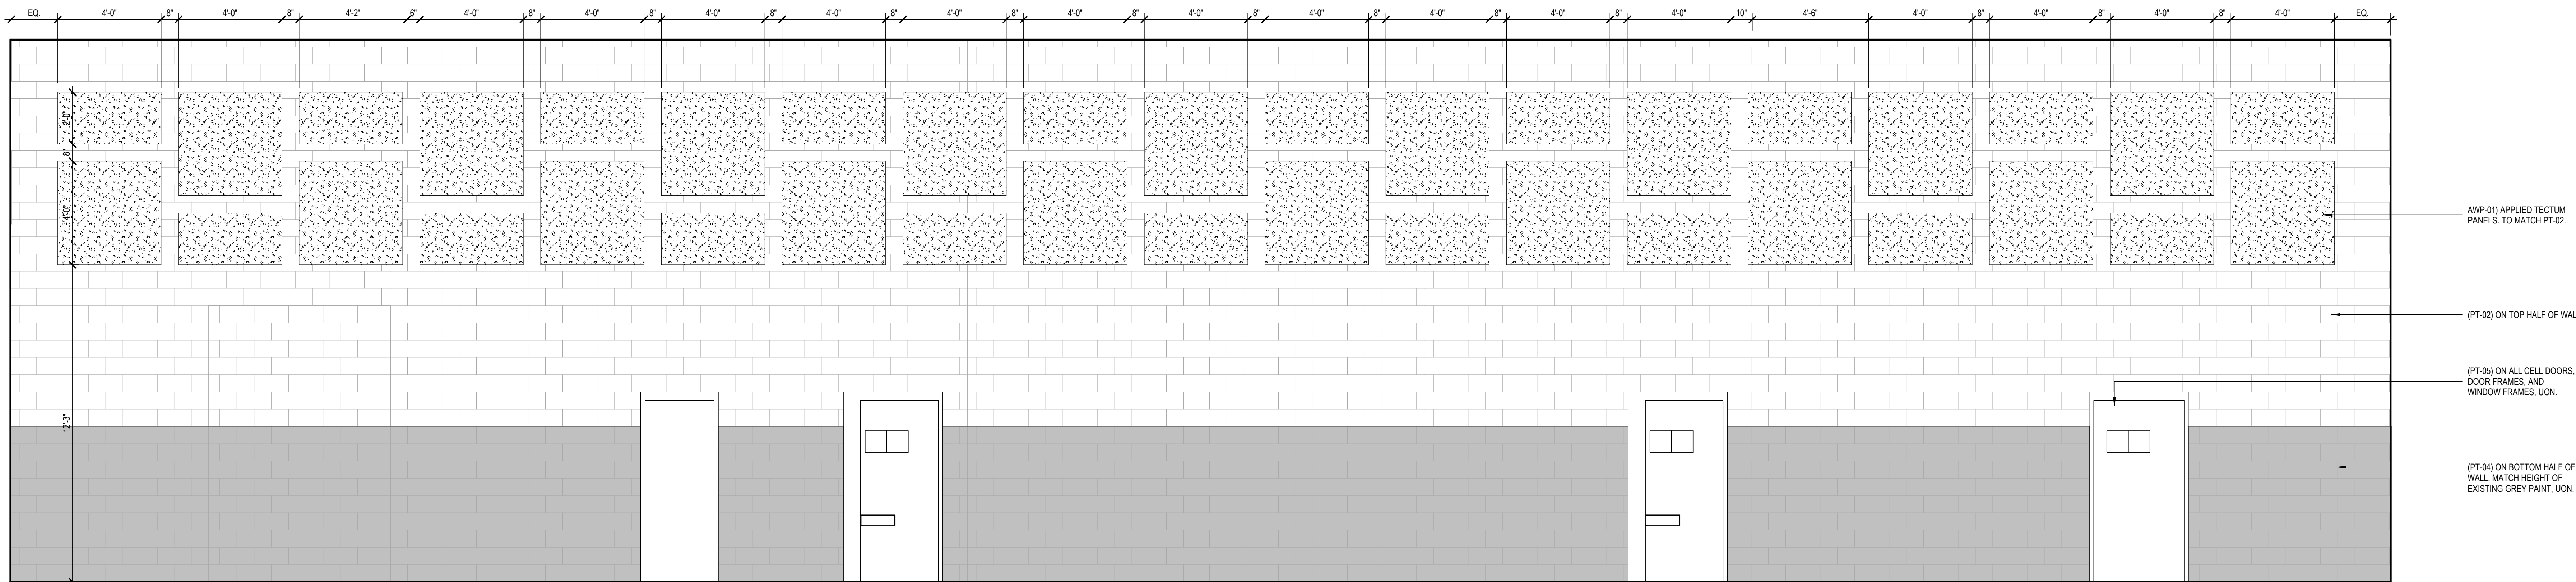 EQ. 4'-0" 8" 4'-0" 8" 4'-2" 6" 4'-0" 8" 4'-0" 8" 4'-0" 8" 4'-0" 8" 4'-0" 8" 4'-0" 8" 4'-0" 8" 4'-0" 8" 4'-0" 8" 4'-0" 8" 4'-0" 10" 4'-6" 4'-0" 8" 4'-0" 8" 4'-0" 8" 4'-0" EQ.
2'-0"
8"
4'-0"
12'-3"
AWP-01) APPLIED TECTUM
PANELS. TO MATCH PT-02.
(PT-02) ON TOP HALF OF WAL
(PT-05) ON ALL CELL DOORS,
DOOR FRAMES, AND
WINDOW FRAMES, UON.
(PT-04) ON BOTTOM HALF OF
WALL. MATCH HEIGHT OF
EXISTING GREY PAINT, UON.